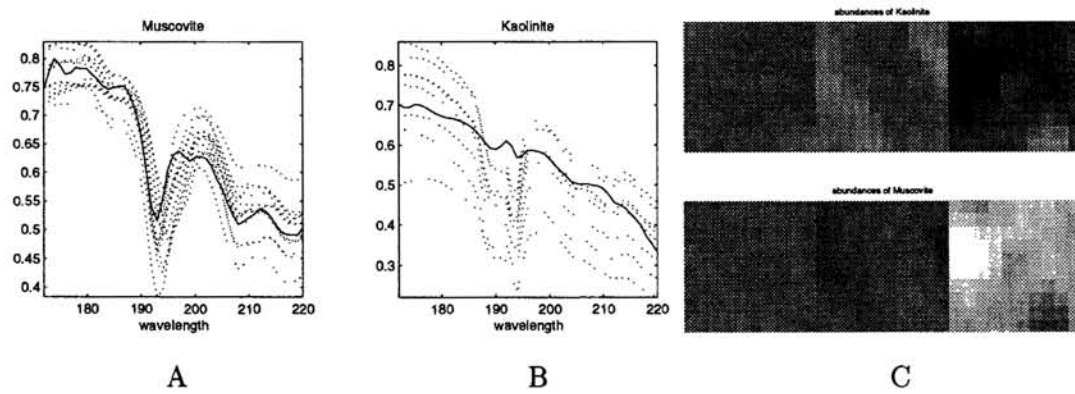 Muscovite
0.8
0.75
0.7
0.65
0.6
0.55
0.5
0.45
0.4
180 190 200 210 220
wavelength
A
Kaolinite
0.8
0.7
0.6
0.5
0.4
0.3
180 190 200 210 220
wavelength
B
abundances of Kaolinite
abundances of Muscovite
C